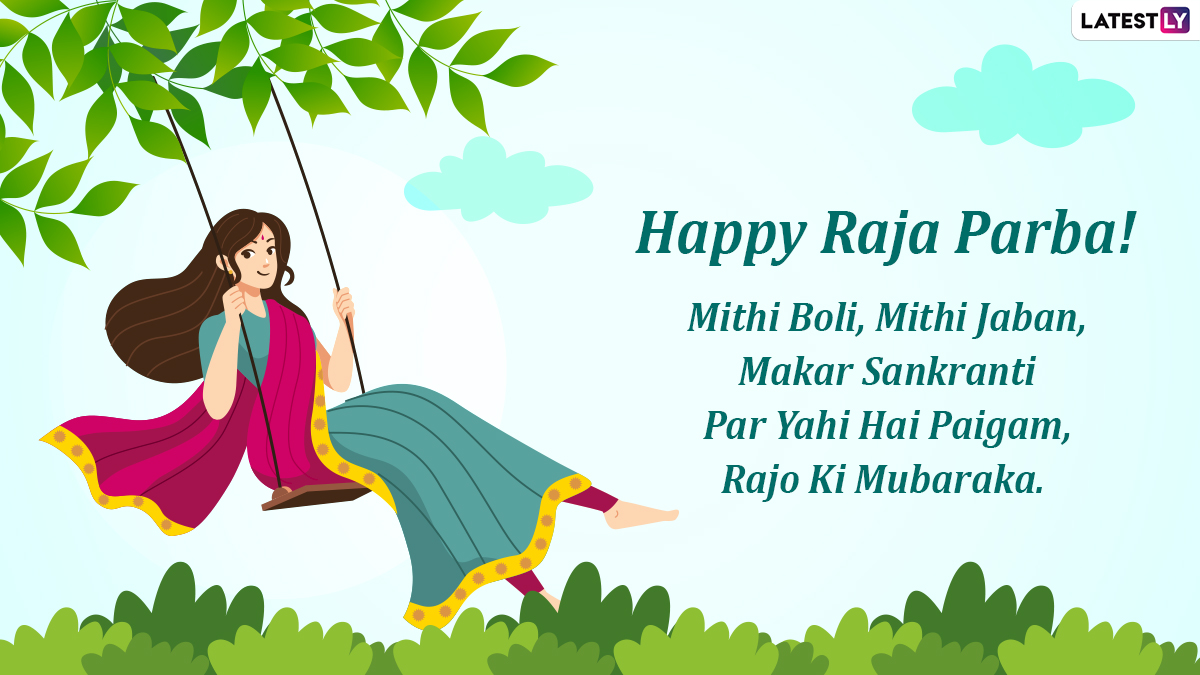 LATESTLY
Happy Raja Parba!
Mithi Boli, Mithi Jaban,
Makar Sankranti
Par Yahi Hai Paigam,
Rajo Ki Mubaraka.